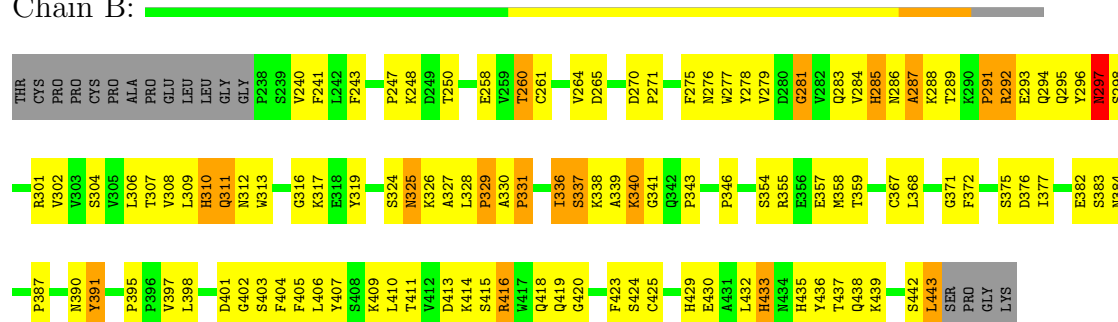 Chain B:
THR CYS PRO PRO CYS PRO ALA PRO GLU LEU LEU GLY GLY P238 S239 V240 F241 L242 F243 P247 K248 D249 T250 E258 V259 T260 C261 V264 D265 D270 P271 F275 N276 W277 Y278 V279 D280 G281 V282 Q283 V284 H285 N286 A287 K288 T289 K290 P291 R292 E293 Q294 Q295 Y296 N297 S298
R301 V302 V303 S304 V305 L306 T307 V308 L309 H310 Q311 N312 W313 G316 K317 E318 Y319 S324 N325 K326 A327 L328 P329 A330 P331 I336 S337 K338 A339 K340 G341 Q342 P343 P346 S354 R355 E356 E357 M358 T359 C367 L368 G371 F372 S375 D376 I377 E382 S383 N384
P387 N390 Y391 P395 P396 V397 L398 D401 G402 S403 F404 F405 L406 Y407 S408 K409 L410 T411 V412 D413 K414 S415 R416 W417 Q418 Q419 G420 F423 S424 C425 H429 E430 A431 L432 H433 N434 H435 Y436 T437 Q438 K439 S442 L443 SER PRO GLY LYS